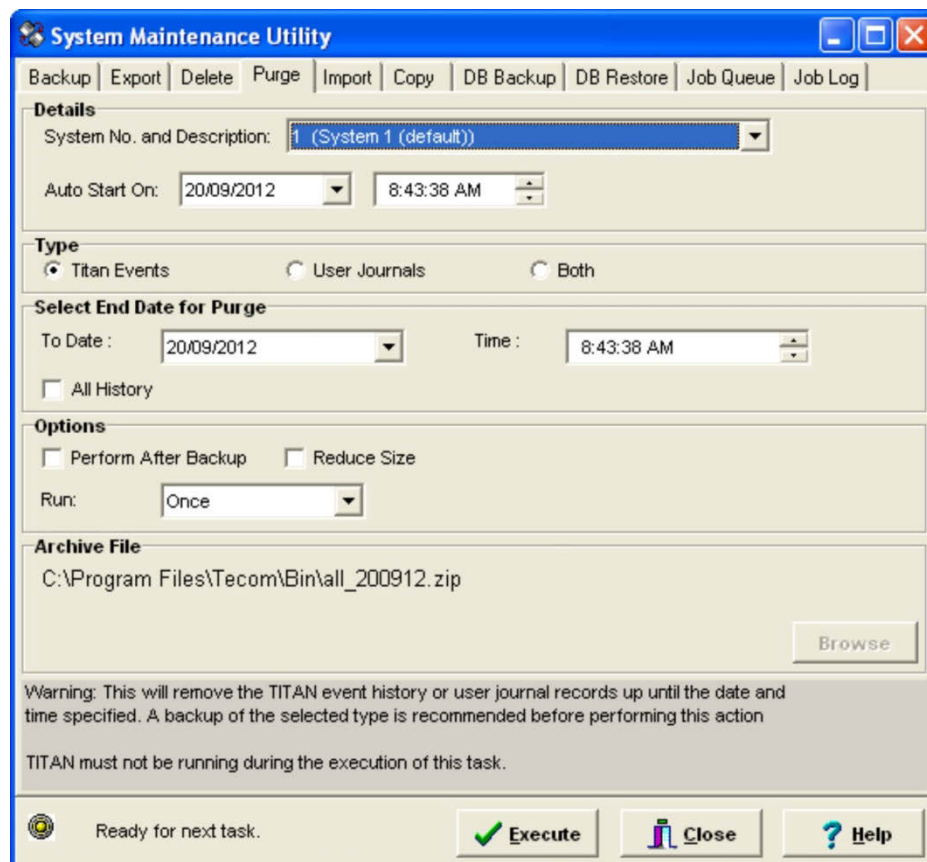 System Maintenance Utility
Backup Export Delete Purge Import Copy DB Backup DB Restore Job Queue Job Log
Details
System No. and Description: 1 (System 1 (default))
Auto Start On: 20/09/2012 8:43:38 AM
Type
Titan Events User Journals Both
Select End Date for Purge
To Date : 20/09/2012 Time : 8:43:38 AM
All History
Options
Perform After Backup Reduce Size
Run: Once
Archive File
C:\Program Files\Tecom\Bin\all_200912.zip
Browse
Warning: This will remove the TITAN event history or user journal records up until the date and
time specified. A backup of the selected type is recommended before performing this action
TITAN must not be running during the execution of this task.
Ready for next task. Execute Close ? Help